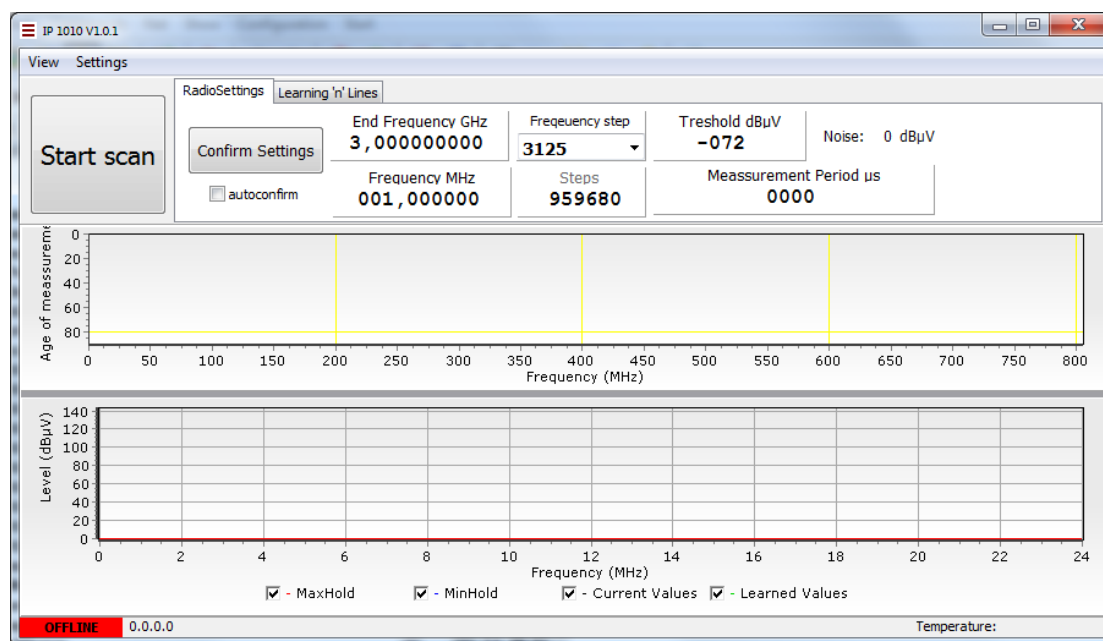 IP 1010 V1.0.1
View Settings
RadioSettings Learning 'n' Lines
Start scan
Confirm Settings
autoconfirm
End Frequency GHz
3,000000000
Frequency MHz
001,000000
Freqeuency step
3125
Steps
959680
Treshold dBµV
-072
Noise: 0 dBµV
Meassurement Period µs
0000
Age of meassureme
0
20
40
60
80
0 50 100 150 200 250 300 350 400 450 500 550 600 650 700 750 800
Frequency (MHz)
Level (dBµV)
140
120
100
80
60
40
20
0
0 2 4 6 8 10 12 14 16 18 20 22 24
Frequency (MHz)
- MaxHold - MinHold - Current Values - Learned Values
OFFLINE 0.0.0.0 Temperature: